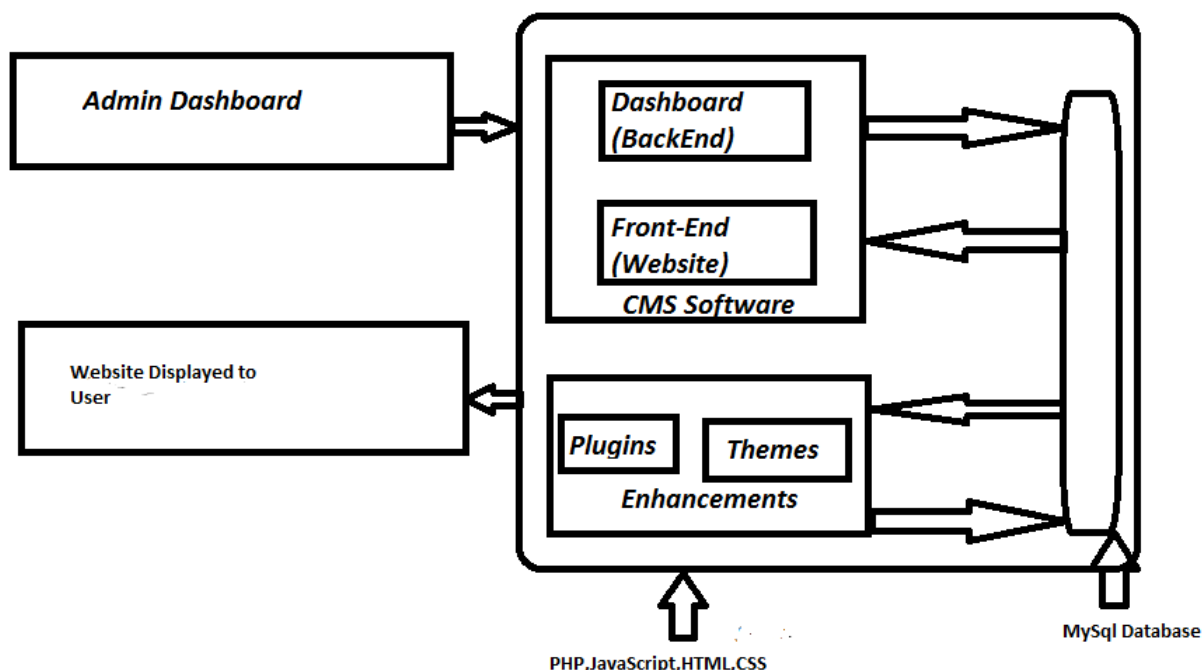 Admin Dashboard
Dashboard
(BackEnd)
Front-End
(Website)
CMS Software
Website Displayed to
User
Plugins
Themes
Enhancements
MySql Database
PHP,JavaScript,HTML,CSS